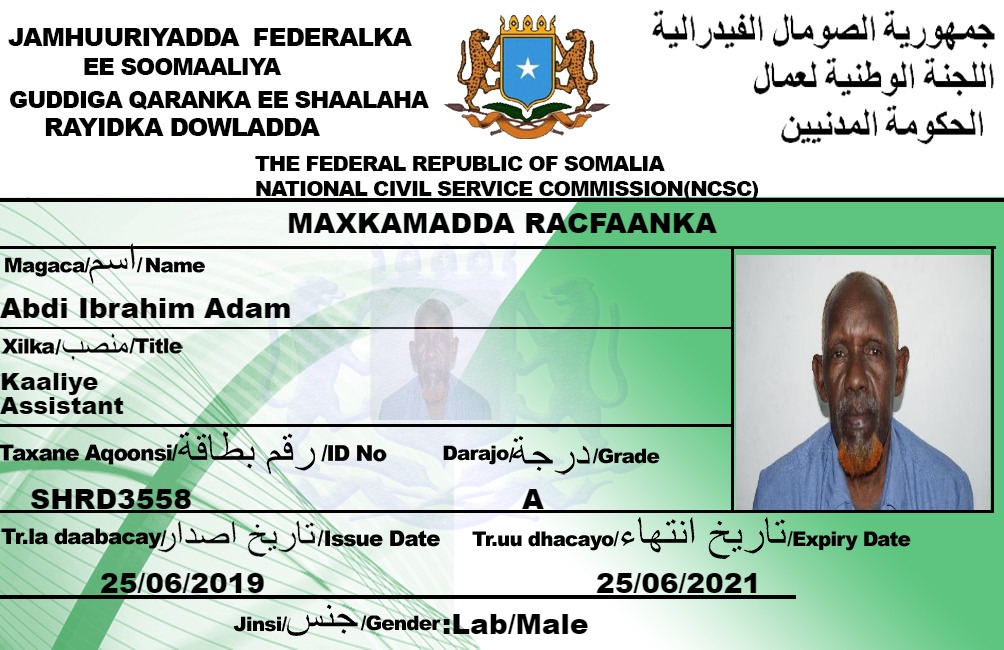 JAMHUURIYADDA FEDERALKA
EE SOOMAALIYA
GUDDIGA QARANKA EE SHAALAHA
RAYIDKA DOWLADDA
جمهورية الصومال الفيدرالية
اللجنة الوطنية لعمال
الحكومة المدنيين
THE FEDERAL REPUBLIC OF SOMALIA
NATIONAL CIVIL SERVICE COMMISSION(NCSC)
MAXKAMADDA RACFAANKA
Magaca/اسم/Name
Abdi Ibrahim Adam
Xilka/منصب/Title
Kaaliye
Assistant
Taxane Aqoonsi/رقم بطاقة/ID No
Darajo/درجة/Grade
SHRD3558
A
Tr.la daabacay/تاريخ اصدار/Issue Date
Tr.uu dhacayo/تاريخ انتهاء/Expiry Date
25/06/2019
25/06/2021
Jinsi/جنس/Gender:Lab/Male